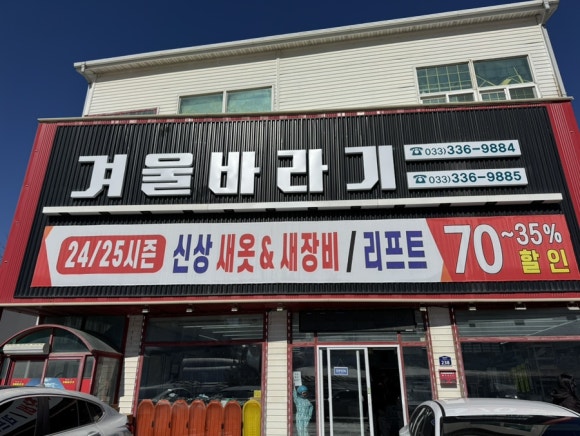 겨울바라기
☎(033)336-9884
☎(033)336-9885
24/25시즌 신상 새옷 & 새장비 / 리프트 70~35% 할인